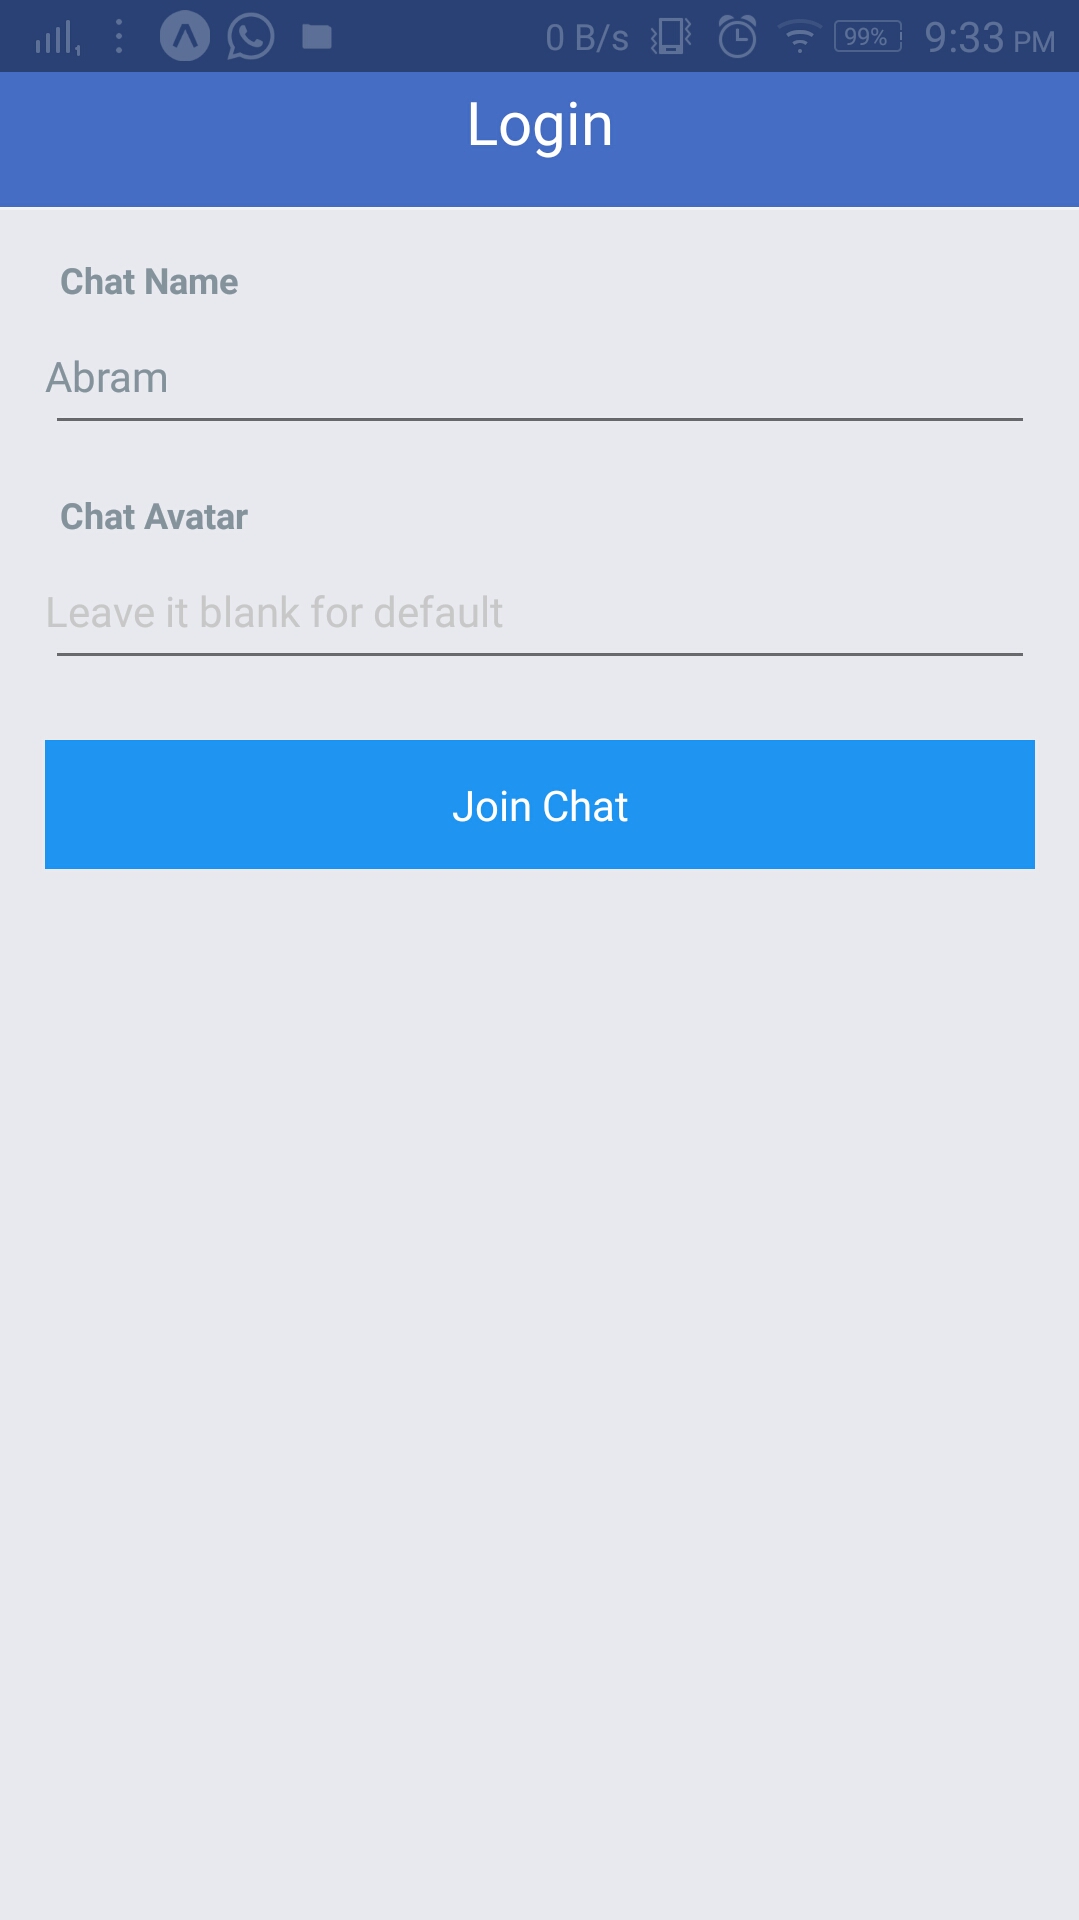 0 B/s 99% 9:33 PM
Login
Chat Name
Abram
Chat Avatar
Leave it blank for default
Join Chat